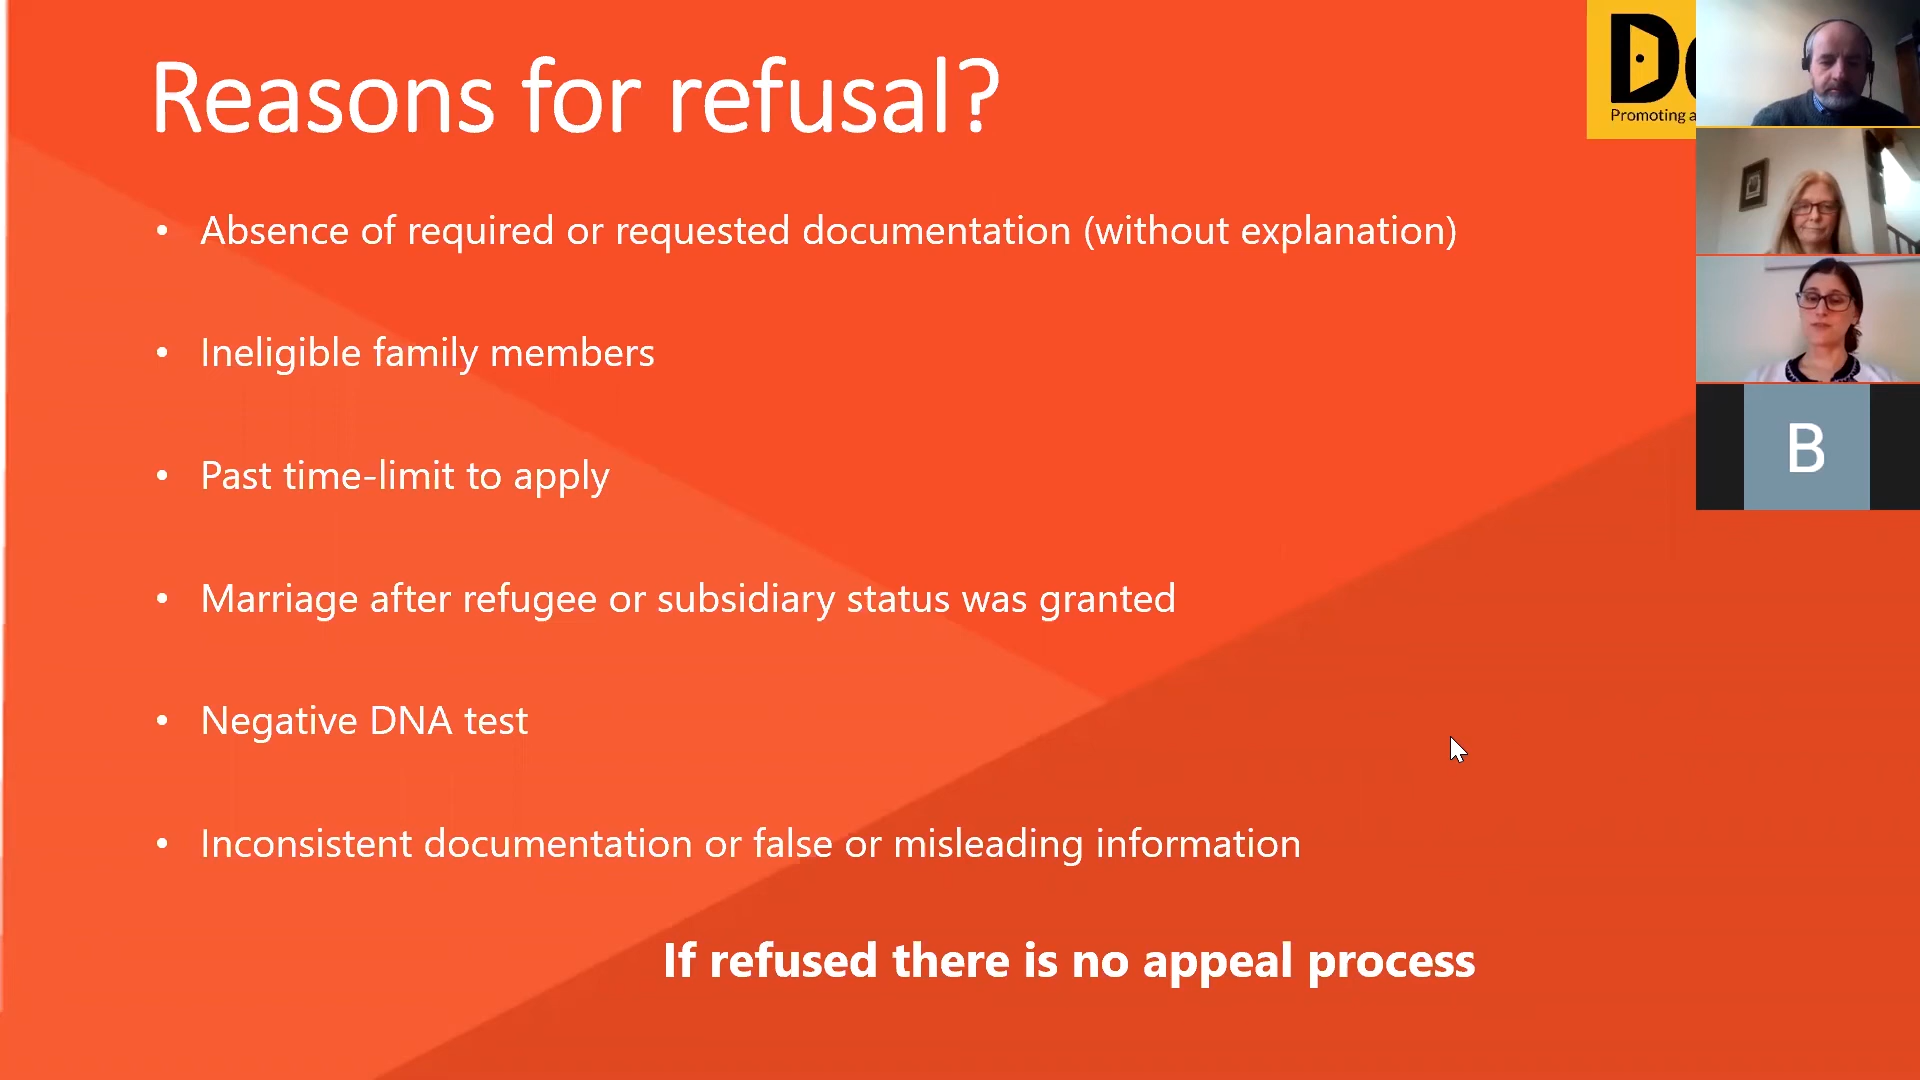 Reasons for refusal?
• Absence of required or requested documentation (without explanation)
• Ineligible family members
• Past time-limit to apply
• Marriage after refugee or subsidiary status was granted
• Negative DNA test
• Inconsistent documentation or false or misleading information
If refused there is no appeal process
Promoting
B